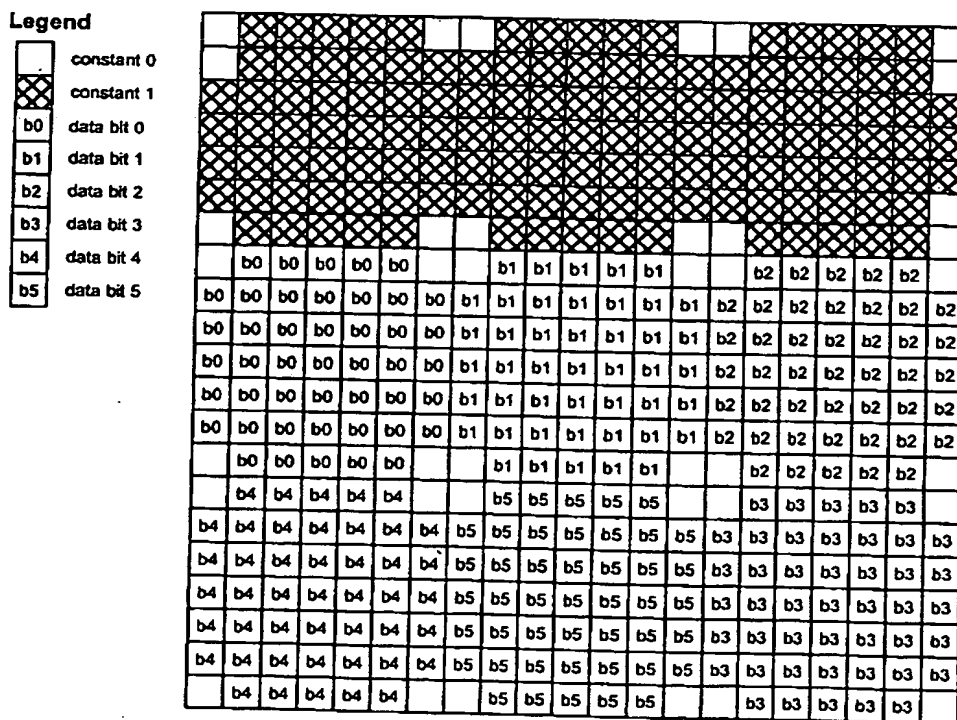 Legend
constant 0
constant 1
b0 data bit 0
b1 data bit 1
b2 data bit 2
b3 data bit 3
b4 data bit 4
b5 data bit 5
b0 b0 b0 b0 b0 b1 b1 b1 b1 b1 b2 b2 b2 b2 b2
b0 b0 b0 b0 b0 b0 b0 b1 b1 b1 b1 b1 b1 b1 b2 b2 b2 b2 b2 b2 b2
b0 b0 b0 b0 b0 b0 b0 b1 b1 b1 b1 b1 b1 b1 b2 b2 b2 b2 b2 b2 b2
b0 b0 b0 b0 b0 b0 b0 b1 b1 b1 b1 b1 b1 b1 b2 b2 b2 b2 b2 b2 b2
b0 b0 b0 b0 b0 b0 b0 b1 b1 b1 b1 b1 b1 b1 b2 b2 b2 b2 b2 b2 b2
b0 b0 b0 b0 b0 b0 b0 b1 b1 b1 b1 b1 b1 b1 b2 b2 b2 b2 b2 b2 b2
b0 b0 b0 b0 b0 b1 b1 b1 b1 b1 b2 b2 b2 b2 b2
b4 b4 b4 b4 b4 b5 b5 b5 b5 b5 b3 b3 b3 b3 b3
b4 b4 b4 b4 b4 b4 b4 b5 b5 b5 b5 b5 b5 b5 b3 b3 b3 b3 b3 b3 b3
b4 b4 b4 b4 b4 b4 b4 b5 b5 b5 b5 b5 b5 b5 b3 b3 b3 b3 b3 b3 b3
b4 b4 b4 b4 b4 b4 b4 b5 b5 b5 b5 b5 b5 b5 b3 b3 b3 b3 b3 b3 b3
b4 b4 b4 b4 b4 b4 b4 b5 b5 b5 b5 b5 b5 b5 b3 b3 b3 b3 b3 b3 b3
b4 b4 b4 b4 b4 b4 b4 b5 b5 b5 b5 b5 b5 b5 b3 b3 b3 b3 b3 b3 b3
b4 b4 b4 b4 b4 b5 b5 b5 b5 b5 b3 b3 b3 b3 b3